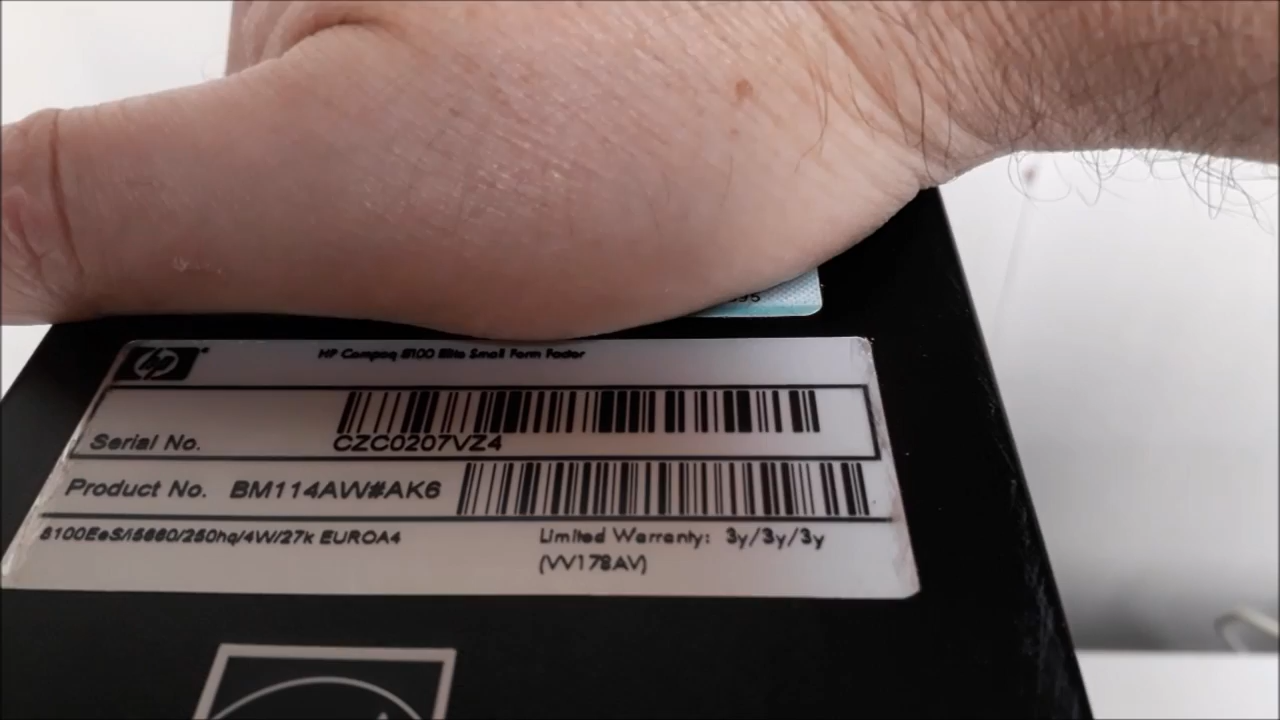 hp
HP Compaq 8100 Elite Small Form Factor
Serial No. CZC0207VZ4
Product No. BM114AW#AK6
8100EeS/i5660/250hq/4W/27k EUROA4
Limited Warranty: 3y/3y/3y
(VV178AV)